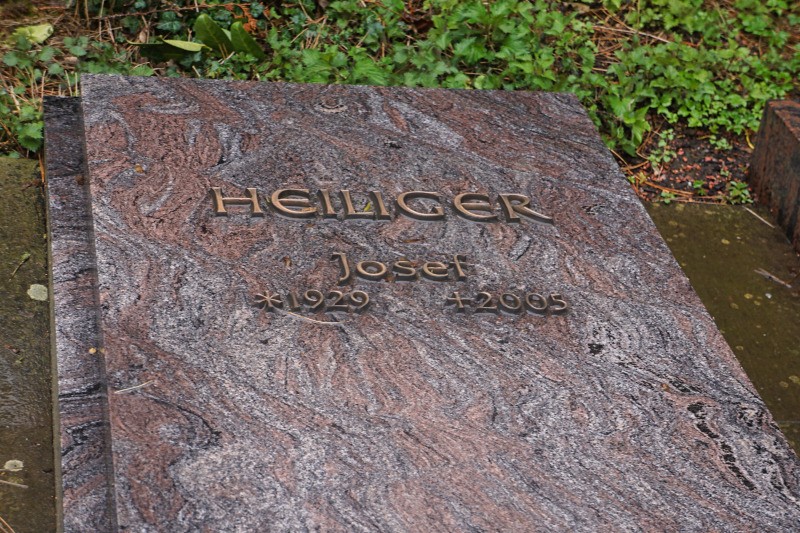 HEILIGER
Josef
*1929 †2005